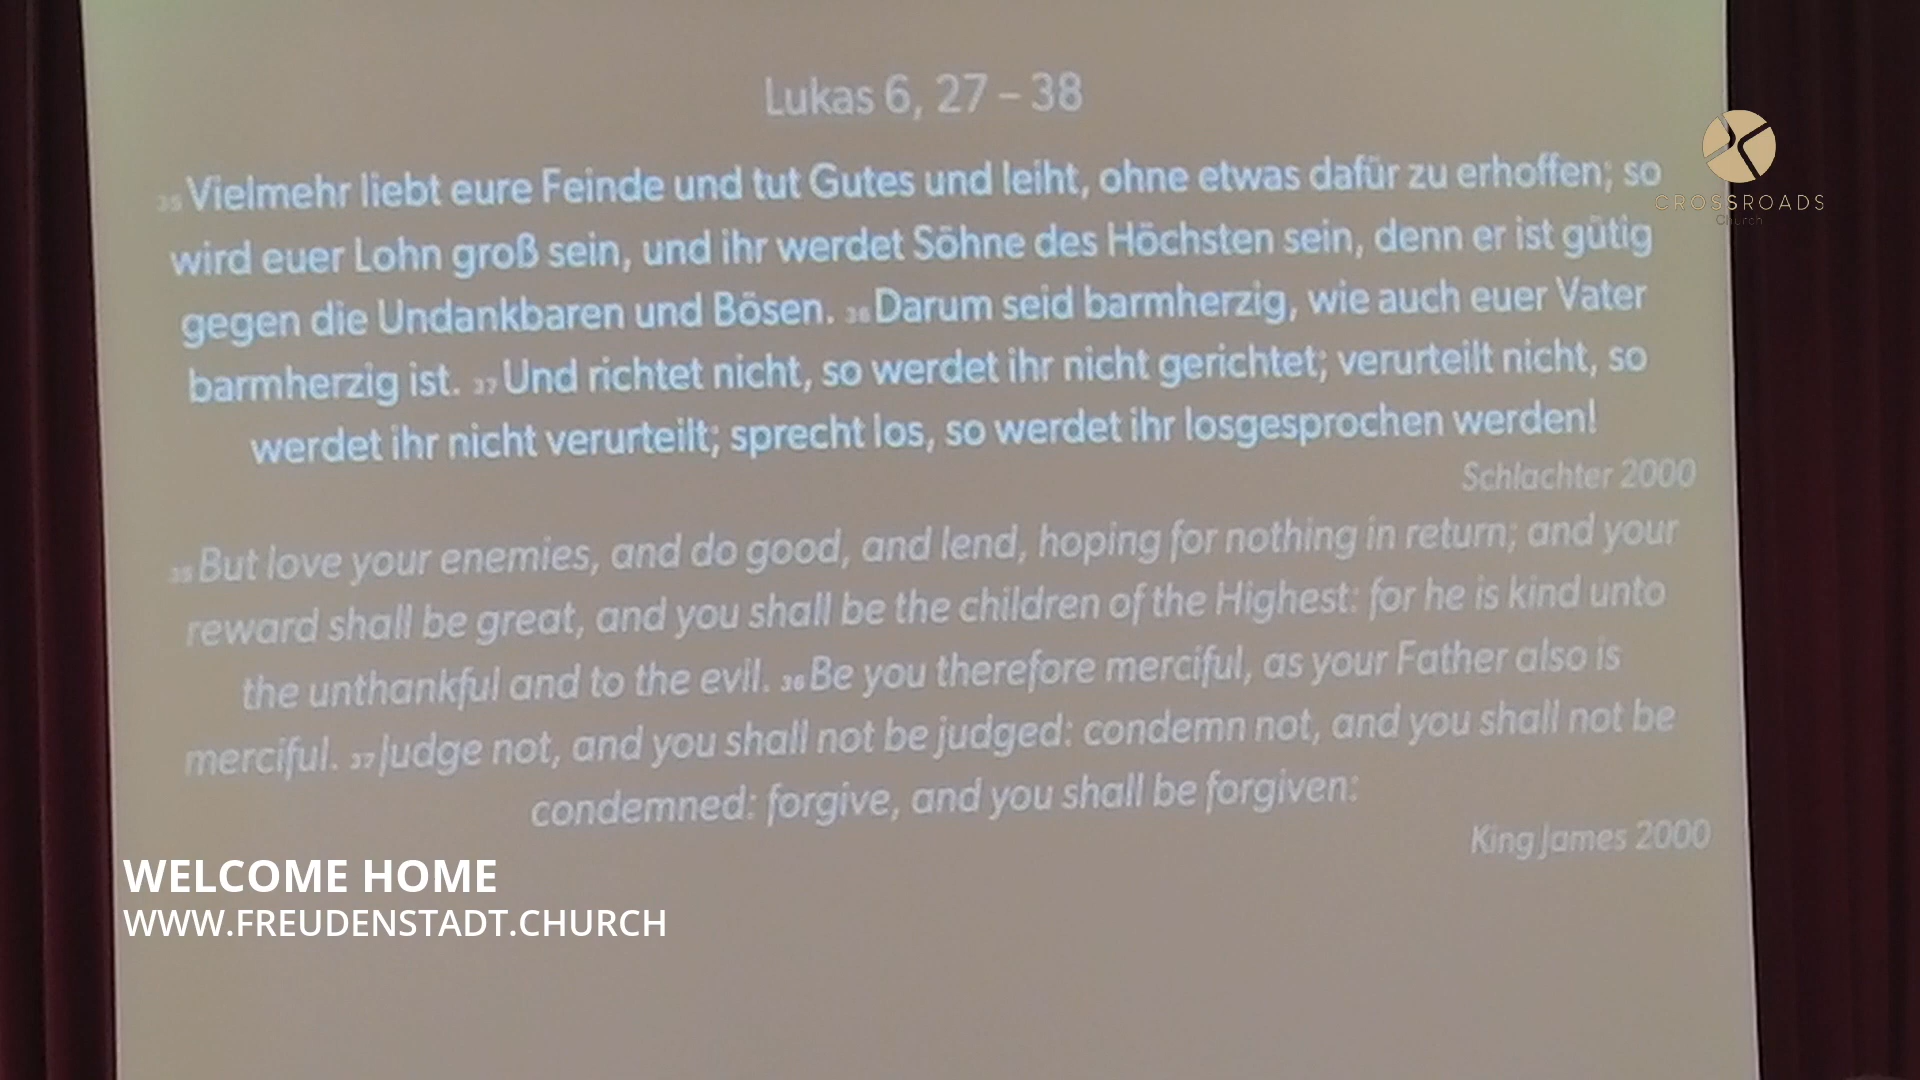 Lukas 6, 27 – 38
35 Vielmehr liebt eure Feinde und tut Gutes und leiht, ohne etwas dafür zu erhoffen; so
wird euer Lohn groß sein, und ihr werdet Söhne des Höchsten sein, denn er ist gütig
gegen die Undankbaren und Bösen. 36 Darum seid barmherzig, wie auch euer Vater
barmherzig ist. 37 Und richtet nicht, so werdet ihr nicht gerichtet; verurteilt nicht, so
werdet ihr nicht verurteilt; sprecht los, so werdet ihr losgesprochen werden!
Schlachter 2000
35 But love your enemies, and do good, and lend, hoping for nothing in return; and your
reward shall be great, and you shall be the children of the Highest: for he is kind unto
the unthankful and to the evil. 36 Be you therefore merciful, as your Father also is
merciful. 37 Judge not, and you shall not be judged: condemn not, and you shall not be
condemned: forgive, and you shall be forgiven:
King James 2000
CROSSROADS
Church
WELCOME HOME
WWW.FREUDENSTADT.CHURCH